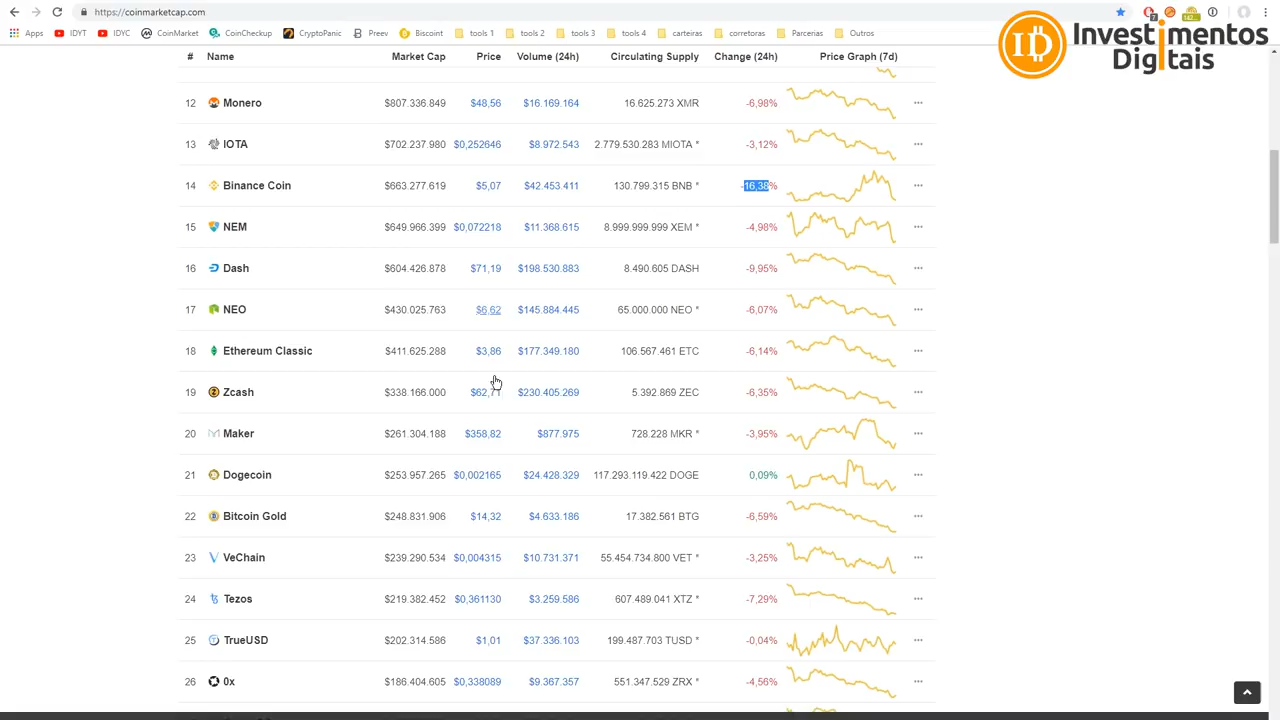 https://coinmarketcap.com
7
142...
Apps IDYT IDYC CoinMarket CoinCheckup CryptoPanic Preev Biscoint tools 1 tools 2 tools 3 tools 4 carteiras corretoras Parcerias Outros
ID Investimentos
Digitais
# Name Market Cap Price Volume (24h) Circulating Supply Change (24h) Price Graph (7d)
12 Monero $807.336.849 $48,56 $16.169.164 16.625.273 XMR -6,98%
13 IOTA $702.237.980 $0,252646 $8.972.543 2.779.530.283 MIOTA * -3,12%
14 Binance Coin $663.277.619 $5,07 $42.453.411 130.799.315 BNB * -16,38%
15 NEM $649.966.399 $0,072218 $11.368.615 8.999.999.999 XEM * -4,98%
16 Dash $604.426.878 $71,19 $198.530.883 8.490.605 DASH -9,95%
17 NEO $430.025.763 $6,62 $145.884.445 65.000.000 NEO * -6,07%
18 Ethereum Classic $411.625.288 $3,86 $177.349.180 106.567.461 ETC -6,14%
19 Zcash $338.166.000 $62,71 $230.405.269 5.392.869 ZEC -6,35%
20 Maker $261.304.188 $358,82 $877.975 728.228 MKR * -3,95%
21 Dogecoin $253.957.265 $0,002165 $24.428.329 117.293.119.422 DOGE 0,09%
22 Bitcoin Gold $248.831.906 $14,32 $4.633.186 17.382.561 BTG -6,59%
23 VeChain $239.290.534 $0,004315 $10.731.371 55.454.734.800 VET * -3,25%
24 Tezos $219.382.452 $0,361130 $3.259.586 607.489.041 XTZ * -7,29%
25 TrueUSD $202.314.586 $1,01 $37.336.103 199.487.703 TUSD * -0,04%
26 0x $186.404.605 $0,338089 $9.367.357 551.347.529 ZRX * -4,56%